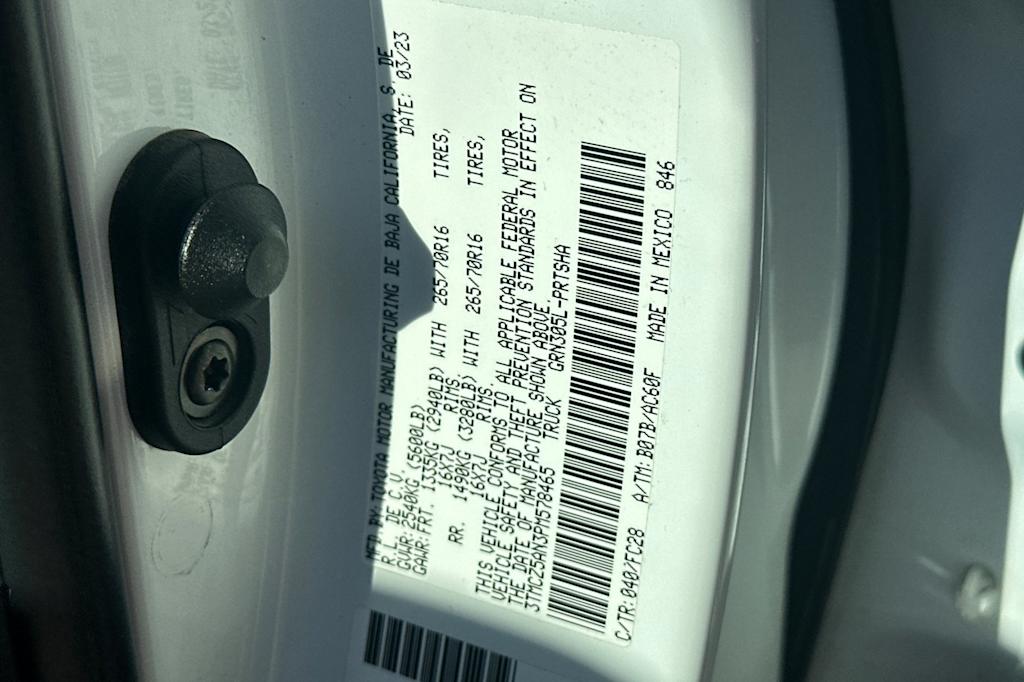 MFD.BY:TOYOTA MOTOR MANUFACTURING DE BAJA CALIFORNIA, S. DE
R.L. DE C.V. DATE: 03/23
GVWR: 2540KG (5600LB)
GAWR:FRT. 1335KG (2940LB) WITH 265/70R16 TIRES,
16X7J RIMS,
RR. 1490KG (3280LB) WITH 265/70R16 TIRES,
16X7J RIMS,
THIS VEHICLE CONFORMS TO ALL APPLICABLE FEDERAL MOTOR
VEHICLE SAFETY AND THEFT PREVENTION STANDARDS IN EFFECT ON
THE DATE OF MANUFACTURE SHOWN ABOVE.
3TMCZ5AN3PM578465 TRUCK GRN305L-PRTSHA
C/TR:040/FC28 A/TM: B07B/AC60F MADE IN MEXICO 846